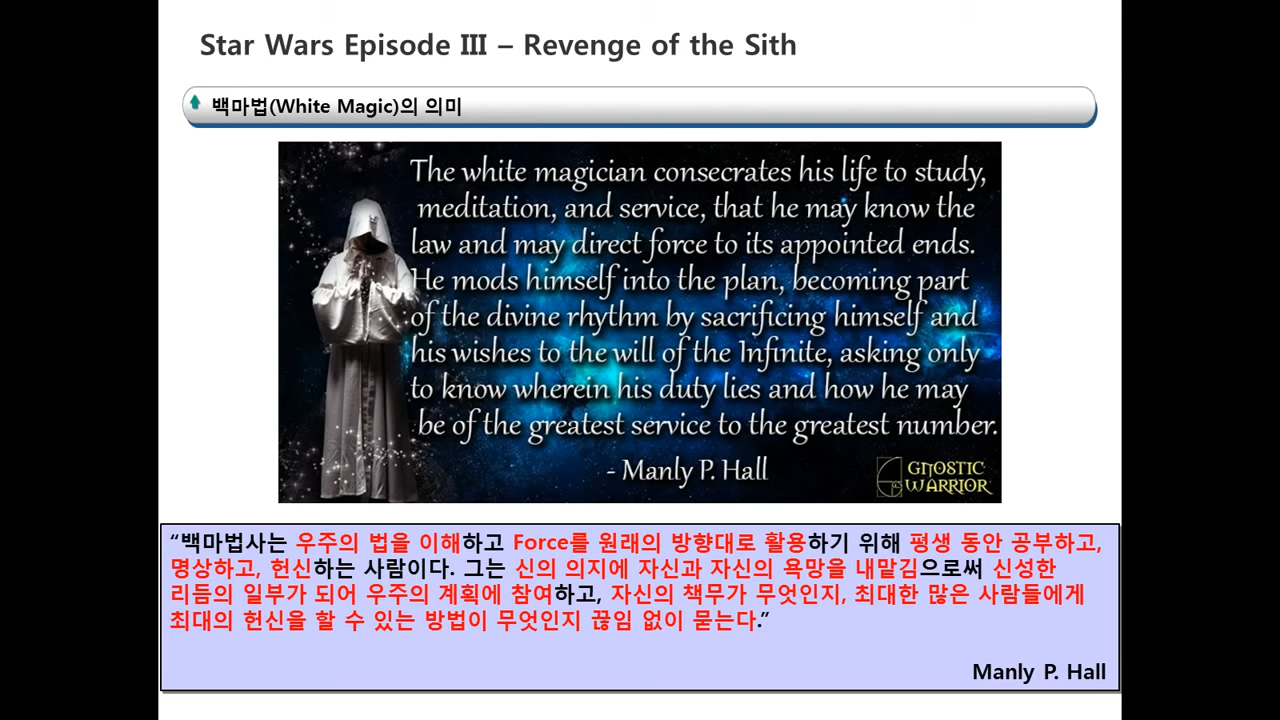 Star Wars Episode III – Revenge of the Sith
백마법(White Magic)의 의미
The white magician consecrates his life to study,
meditation, and service, that he may know the
law and may direct force to its appointed ends.
He mods himself into the plan, becoming part
of the divine rhythm by sacrificing himself and
his wishes to the will of the Infinite, asking only
to know wherein his duty lies and how he may
be of the greatest service to the greatest number.
- Manly P. Hall
GNOSTIC
WARRIOR
“백마법사는 우주의 법을 이해하고 Force를 원래의 방향대로 활용하기 위해 평생 동안 공부하고,
명상하고, 헌신하는 사람이다. 그는 신의 의지에 자신과 자신의 욕망을 내맡김으로써 신성한
리듬의 일부가 되어 우주의 계획에 참여하고, 자신의 책무가 무엇인지, 최대한 많은 사람들에게
최대의 헌신을 할 수 있는 방법이 무엇인지 끊임 없이 묻는다.”
Manly P. Hall